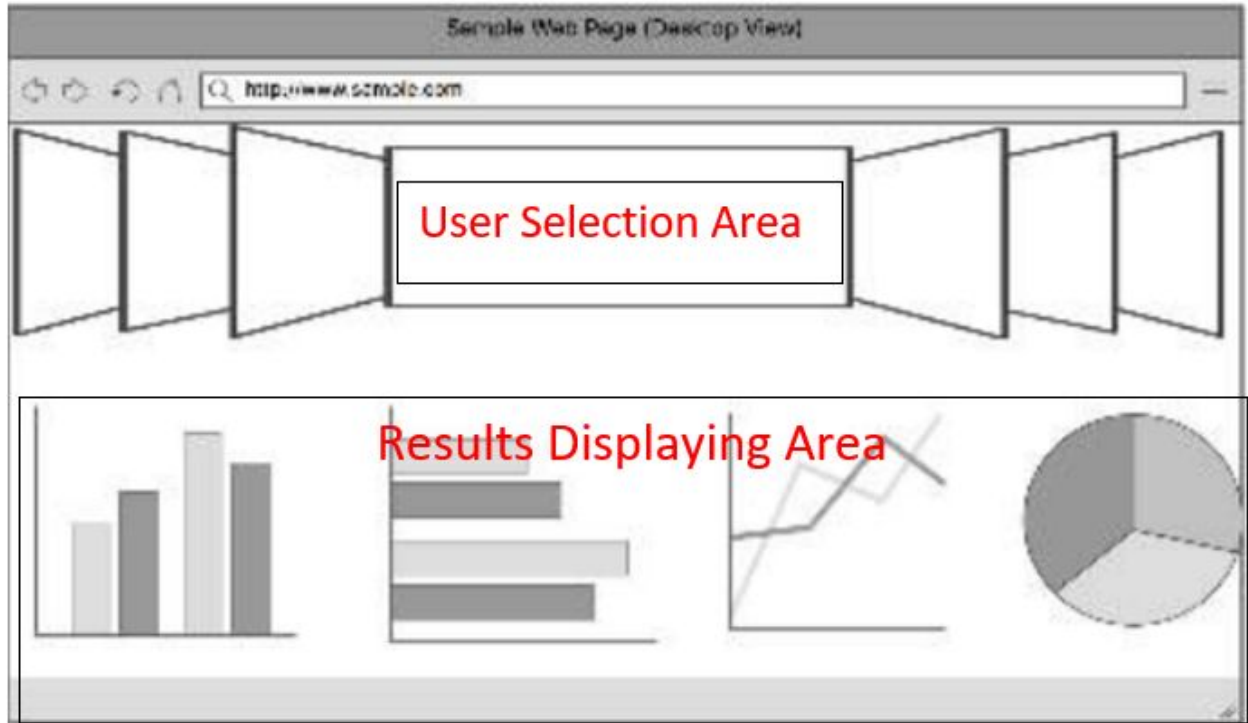 Sample Web Page (Desktop View)
http://www.sample.com
User Selection Area
Results Displaying Area